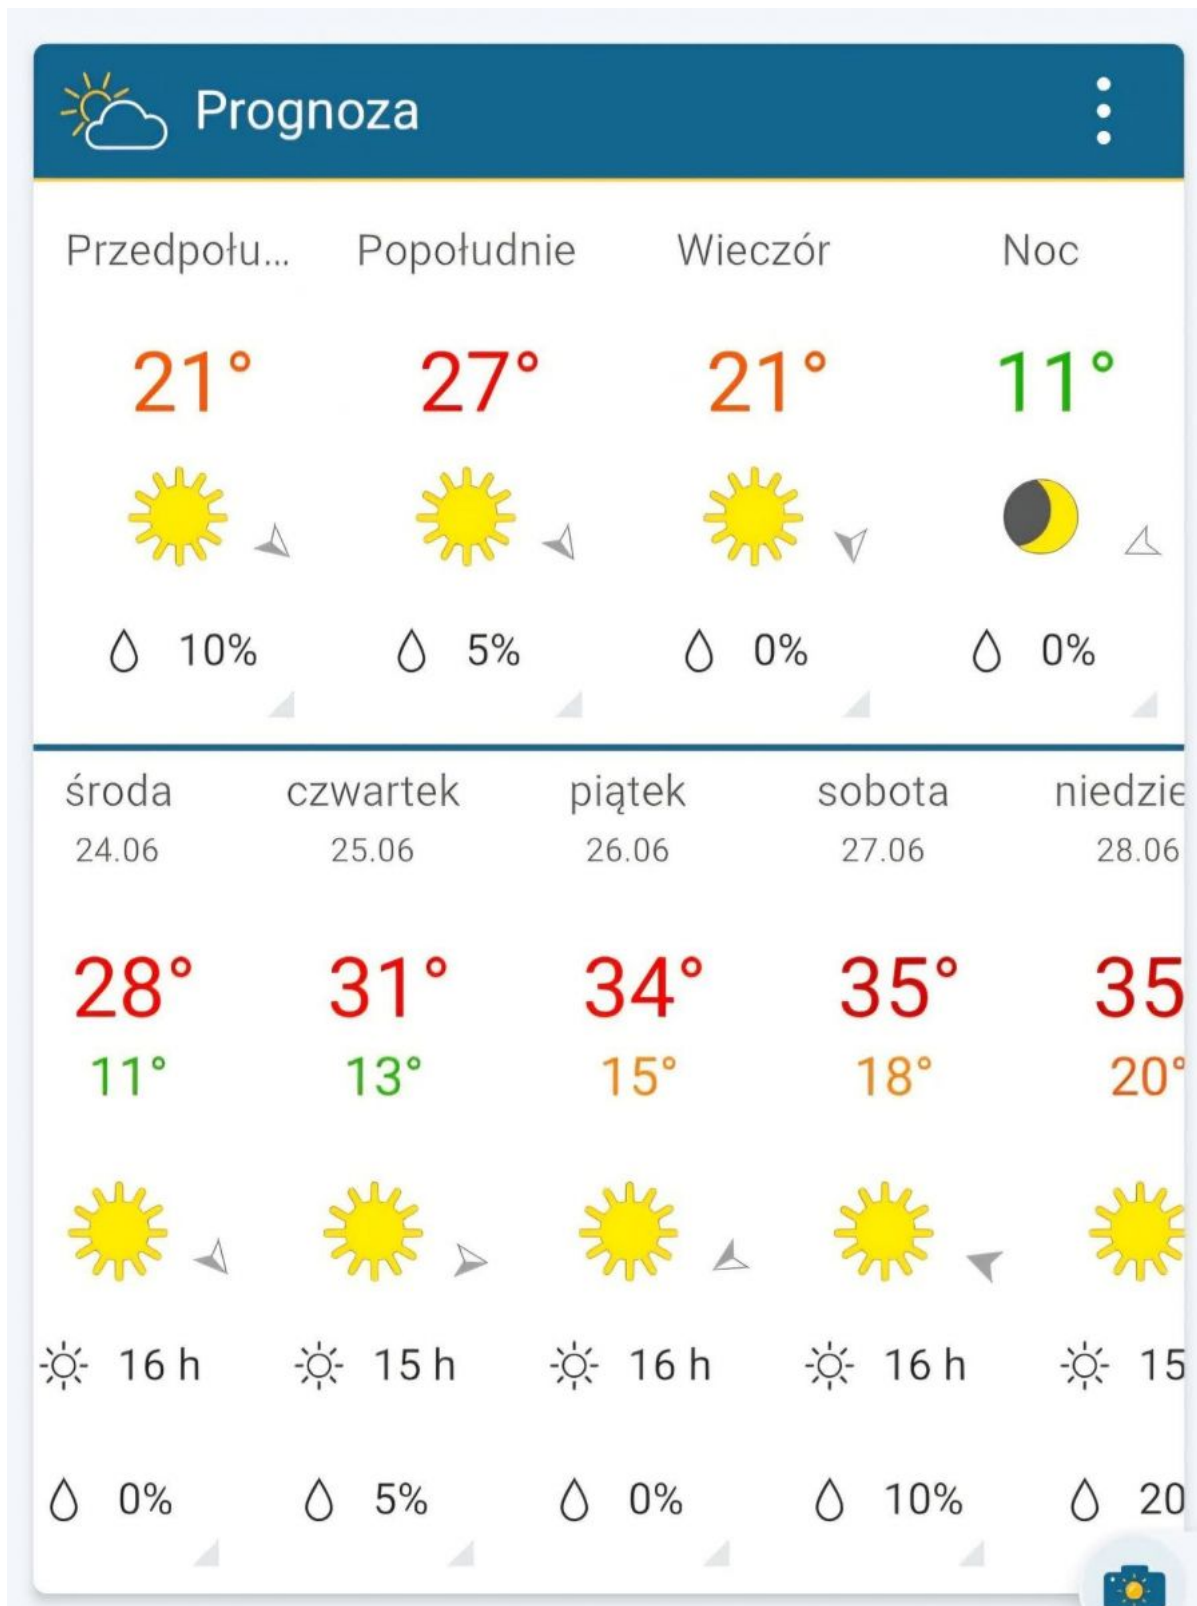 Prognoza
Przedpołu... Popołudnie Wieczór Noc
21° 27° 21° 11°
10% 5% 0% 0%
środa czwartek piątek sobota niedzie
24.06 25.06 26.06 27.06 28.06
28° 31° 34° 35° 35
11° 13° 15° 18° 20°
16 h 15 h 16 h 16 h 15
0% 5% 0% 10% 20